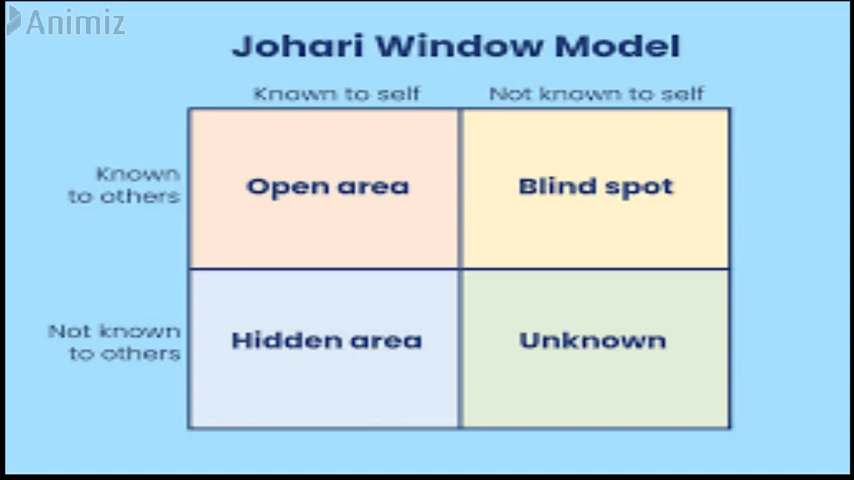 Animiz
Johari Window Model
Known to self
Not known to self
Known
to others
Open area
Blind spot
Not known
to others
Hidden area
Unknown